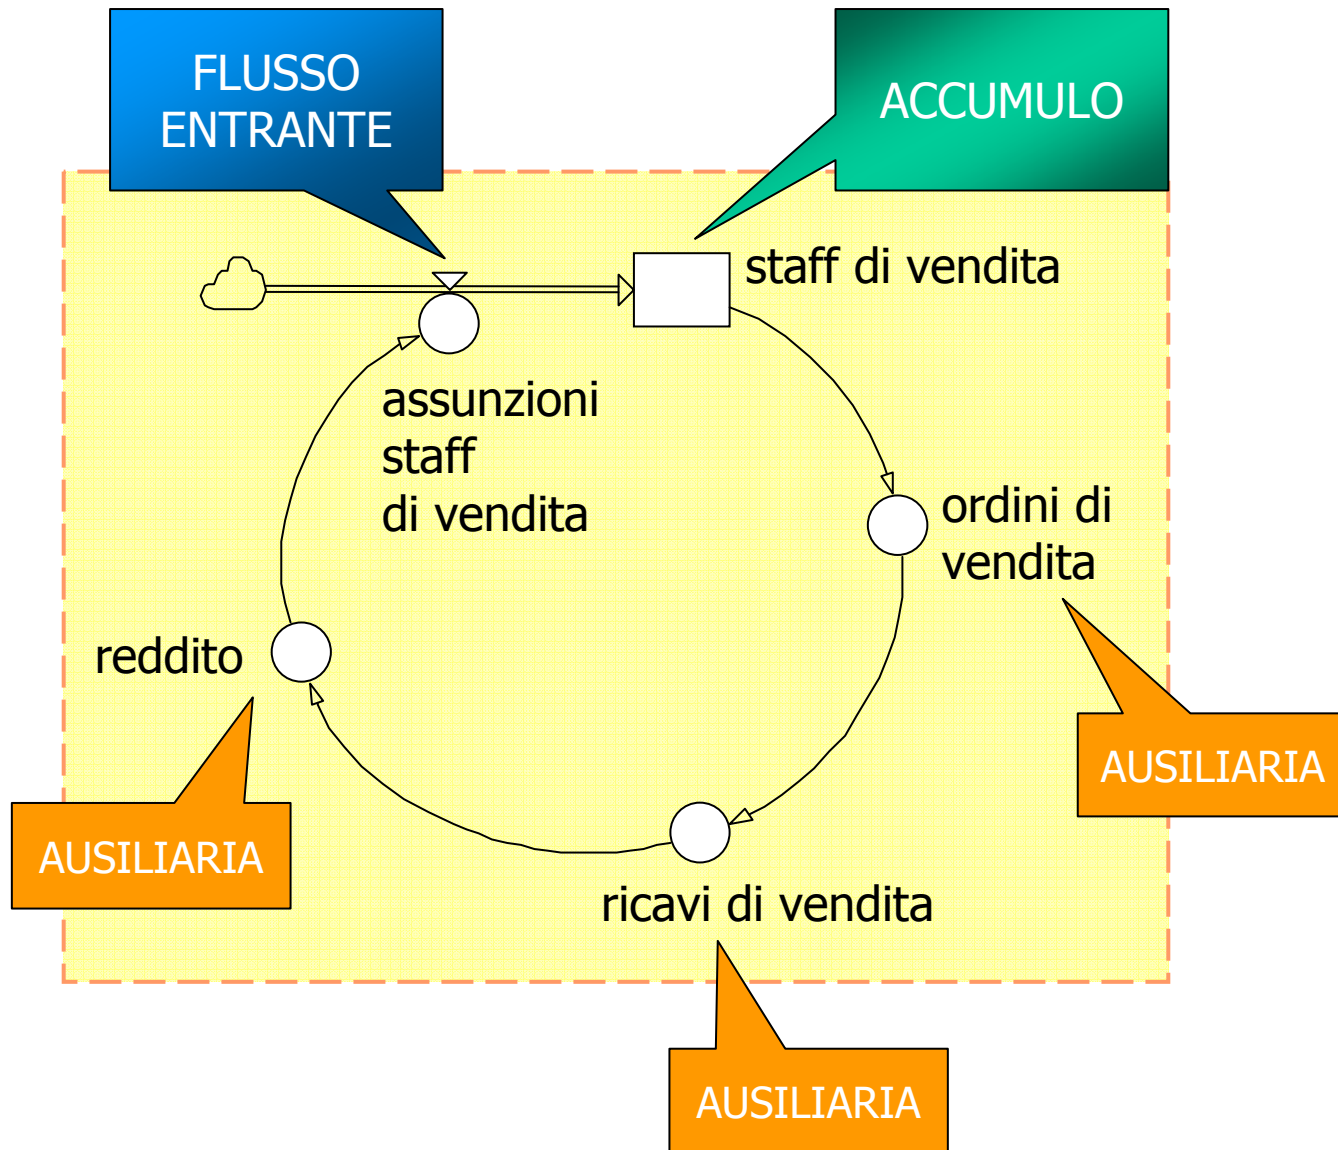 FLUSSO
ENTRANTE
ACCUMULO
staff di vendita
assunzioni
staff
di vendita
ordini di
vendita
reddito
AUSILIARIA
AUSILIARIA
ricavi di vendita
AUSILIARIA